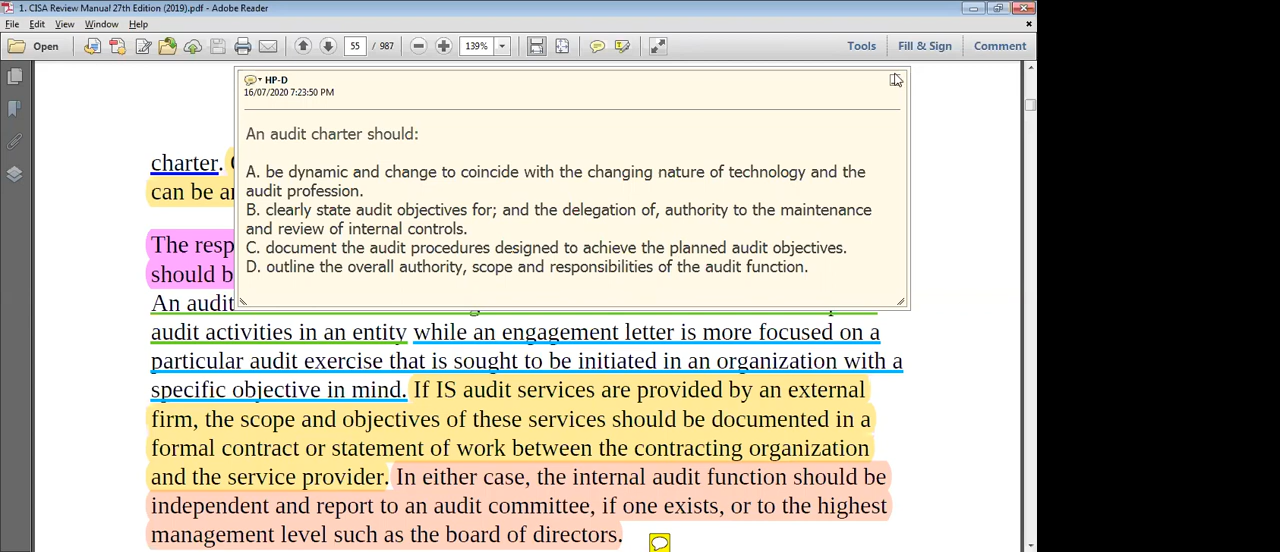 1. CISA Review Manual 27th Edition (2019).pdf - Adobe Reader
File Edit View Window Help
Open 55 / 987 139% Tools Fill & Sign Comment
HP-D
16/07/2020 7:23:50 PM
An audit charter should:
A. be dynamic and change to coincide with the changing nature of technology and the
audit profession.
B. clearly state audit objectives for; and the delegation of, authority to the maintenance
and review of internal controls.
C. document the audit procedures designed to achieve the planned audit objectives.
D. outline the overall authority, scope and responsibilities of the audit function.
charter.
can be
The
should
An audit
audit activities in an entity while an engagement letter is more focused on a
particular audit exercise that is sought to be initiated in an organization with a
specific objective in mind. If IS audit services are provided by an external
firm, the scope and objectives of these services should be documented in a
formal contract or statement of work between the contracting organization
and the service provider. In either case, the internal audit function should be
independent and report to an audit committee, if one exists, or to the highest
management level such as the board of directors.